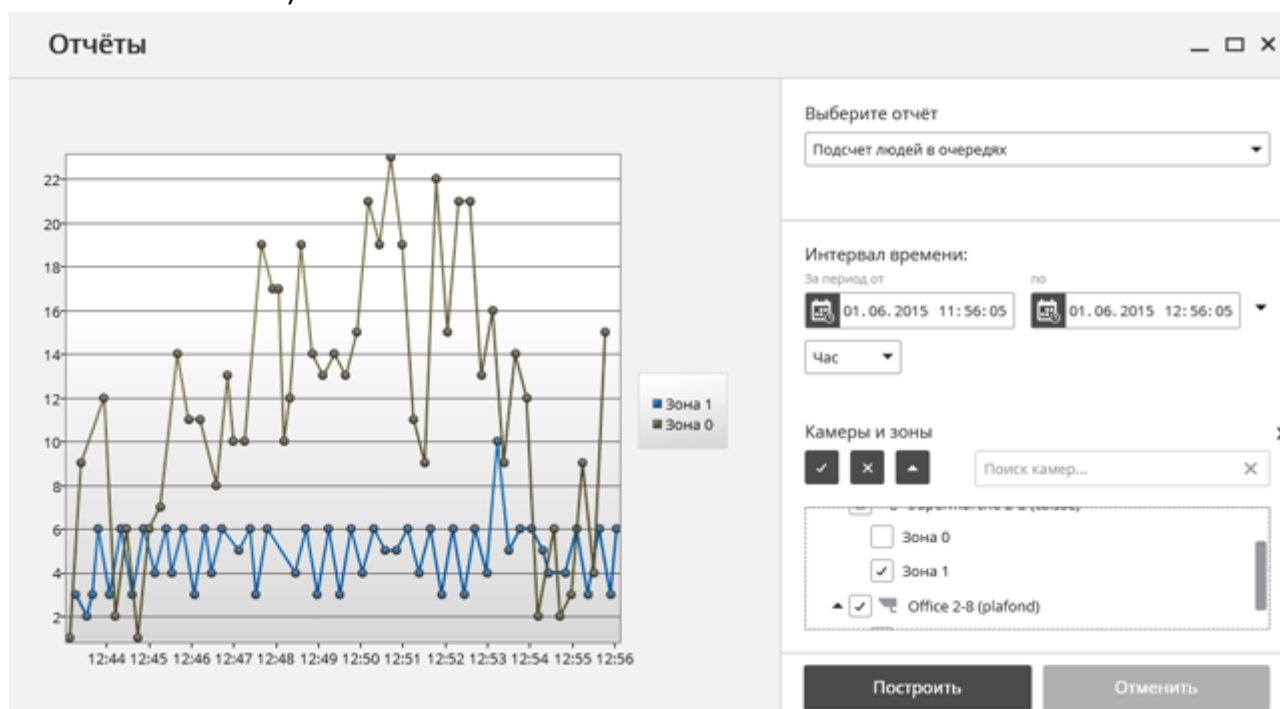 Отчёты
22
20
18
16
14
12
10
8
6
4
2
12:44 12:45 12:46 12:47 12:48 12:49 12:50 12:51 12:52 12:53 12:54 12:55 12:56
Зона 1
Зона 0
Выберите отчёт
Подсчет людей в очередях
Интервал времени:
За период от по
01.06.2015 11:56:05 01.06.2015 12:56:05
Час
Камеры и зоны
Поиск камер...
Зона 0
Зона 1
Office 2-8 (plafond)
Построить Отменить